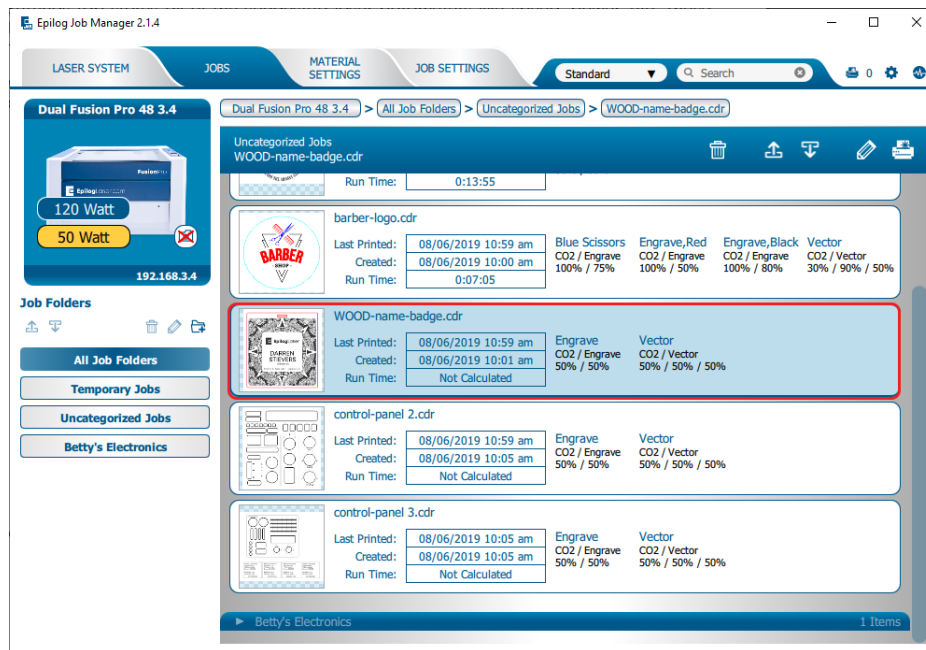 Epilog Job Manager 2.1.4
LASER SYSTEM
JOBS
MATERIAL
SETTINGS
JOB SETTINGS
Standard
Search
0
Dual Fusion Pro 48 3.4
Dual Fusion Pro 48 3.4 > All Job Folders > Uncategorized Jobs > WOOD-name-badge.cdr
Uncategorized Jobs
WOOD-name-badge.cdr
120 Watt
50 Watt
192.168.3.4
Job Folders
All Job Folders
Temporary Jobs
Uncategorized Jobs
Betty's Electronics
Run Time: 0:13:55
barber-logo.cdr
BARBER
SHOP
Last Printed: 08/06/2019 10:59 am
Created: 08/06/2019 10:00 am
Run Time: 0:07:05
Blue Scissors
CO2 / Engrave
100% / 75%
Engrave,Red
CO2 / Engrave
100% / 50%
Engrave,Black
CO2 / Engrave
100% / 80%
Vector
CO2 / Vector
30% / 90% / 50%
WOOD-name-badge.cdr
Epilog Laser
DARREN
STIEVERS
Last Printed: 08/06/2019 10:59 am
Created: 08/06/2019 10:01 am
Run Time: Not Calculated
Engrave
CO2 / Engrave
50% / 50%
Vector
CO2 / Vector
50% / 50% / 50%
control-panel 2.cdr
Last Printed: 08/06/2019 10:59 am
Created: 08/06/2019 10:05 am
Run Time: Not Calculated
Engrave
CO2 / Engrave
50% / 50%
Vector
CO2 / Vector
50% / 50% / 50%
control-panel 3.cdr
Last Printed: 08/06/2019 10:05 am
Created: 08/06/2019 10:05 am
Run Time: Not Calculated
Engrave
CO2 / Engrave
50% / 50%
Vector
CO2 / Vector
50% / 50% / 50%
Betty's Electronics
1 Items